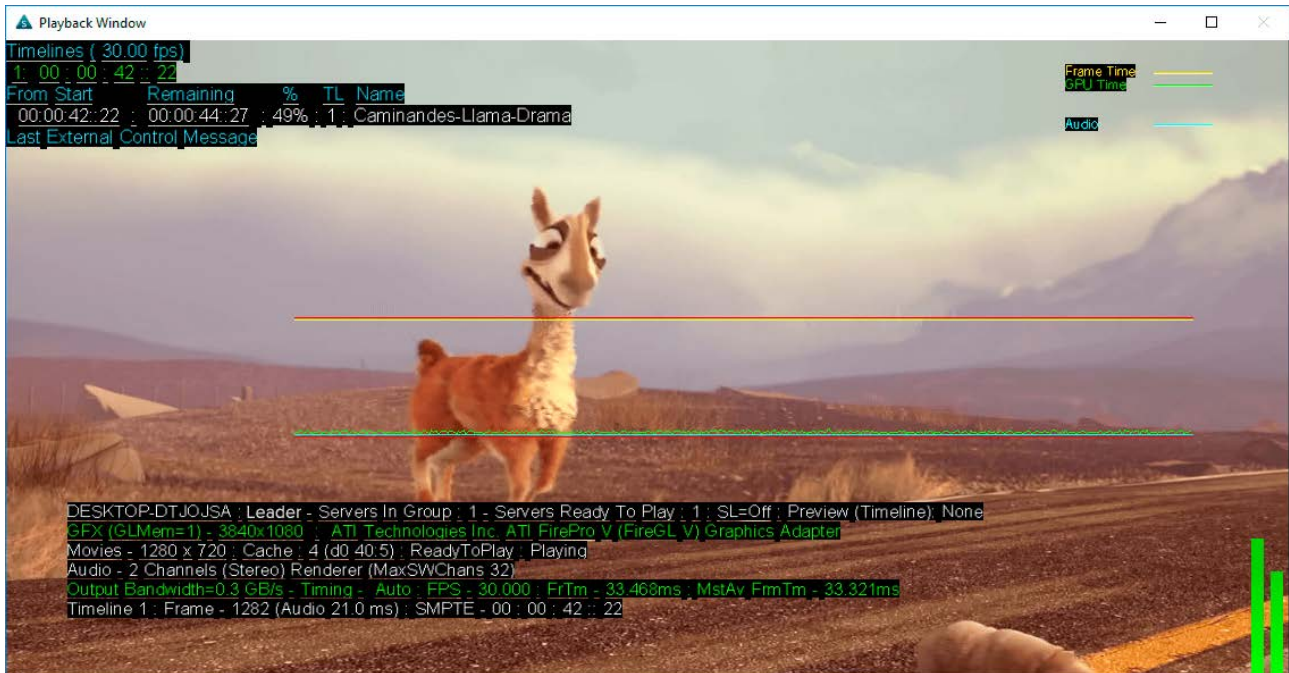 Playback Window
Timelines ( 30.00 fps)
1: 00 : 00 : 42 :: 22
From Start Remaining % TL Name
00:00:42::22 : 00:00:44::27 : 49% : 1 : Caminandes-Llama-Drama
Last External Control Message
Frame Time
GPU Time
Audio
DESKTOP-DTJOJSA : Leader - Servers In Group : 1 - Servers Ready To Play : 1 : SL=Off : Preview (Timeline): None
GFX (GLMem=1) - 3840x1080 : ATI Technologies Inc. ATI FirePro V (FireGL V) Graphics Adapter
Movies - 1280 x 720 : Cache : 4 (d0 40:5) : ReadyToPlay : Playing
Audio - 2 Channels (Stereo) Renderer (MaxSWChans 32)
Output Bandwidth=0.3 GB/s - Timing - Auto : FPS - 30.000 : FrTm - 33.468ms : MstAv FrmTm - 33.321ms
Timeline 1 : Frame - 1282 (Audio 21.0 ms) : SMPTE - 00 : 00 : 42 :: 22